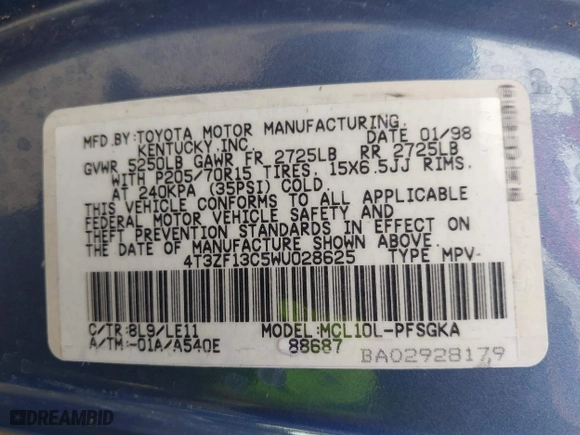 MFD.BY:TOYOTA MOTOR MANUFACTURING,
KENTUCKY,INC. DATE 01/98
GVWR 5250LB GAWR FR 2725LB RR 2725LB
WITH P205/70R15 TIRES, 15X6.5JJ RIMS,
AT 240KPA (35PSI) COLD.
THIS VEHICLE CONFORMS TO ALL APPLICABLE
FEDERAL MOTOR VEHICLE SAFETY AND
THEFT PREVENTION STANDARDS IN EFFECT ON
THE DATE OF MANUFACTURE SHOWN ABOVE.
4T3ZF13C5WU028625 TYPE MPV-
C/TR:8L9/LE11 MODEL:MCL10L-PFSGKA
A/TM:-01A/A540E 88687 BA02928179
DREAMBID